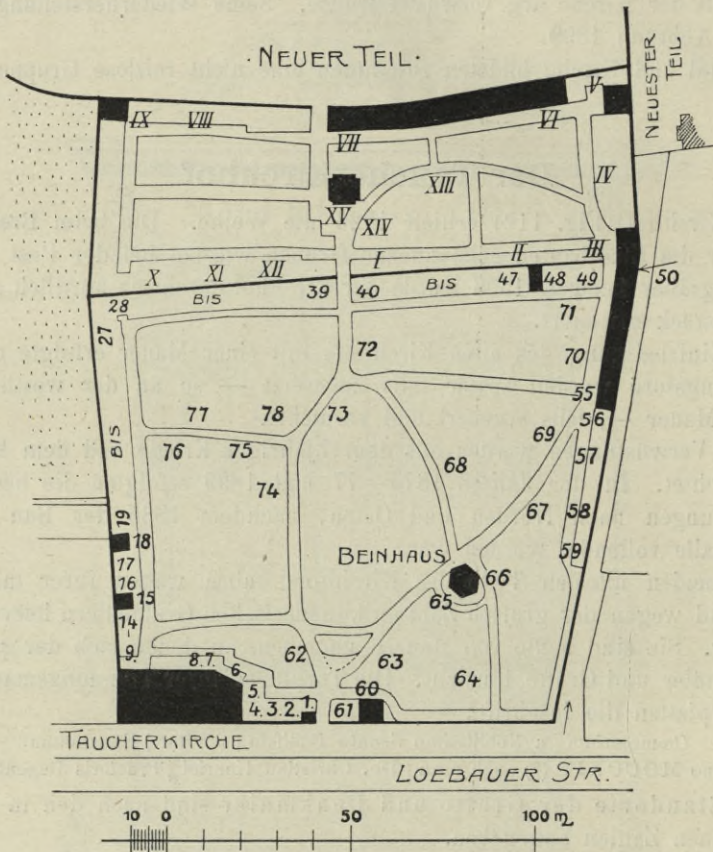 NEUER TEIL.
NEUESTER TEIL
V
IX VIII
VII
VI
IV
XIII
XV
XIV
I
II
III
X XI XII
28 BIS 39 40 BIS 47 48 49
50
27
71
72
70
55
56
77 78 73
69
57
76 75
68
BIS
74
67
58
19
18
BEINHAUS
59
17
66
16
15
65
14
9.
8.7.
6
62
63
64
5.
60
4.3.2.
1.
61
TAUCHERKIRCHE
LOEBAUER STR.
10 0 50 100 m